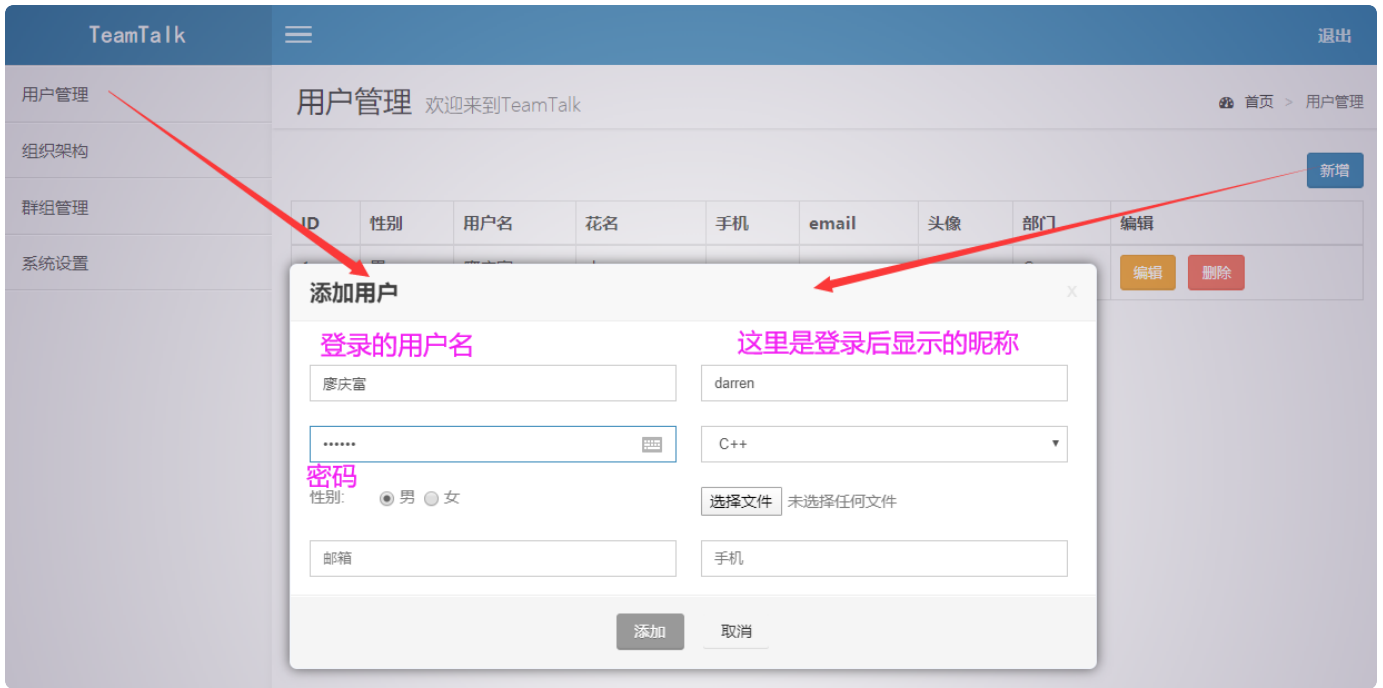 TeamTalk
退出
用户管理
组织架构
群组管理
系统设置
用户管理 欢迎来到TeamTalk
首页 > 用户管理
新增
ID 性别 用户名 花名 手机 email 头像 部门 编辑
编辑 删除
添加用户 x
登录的用户名 这里是登录后显示的昵称
廖庆富 darren
•••••• C++
密码
性别: 男 女
选择文件 未选择任何文件
邮箱 手机
添加 取消